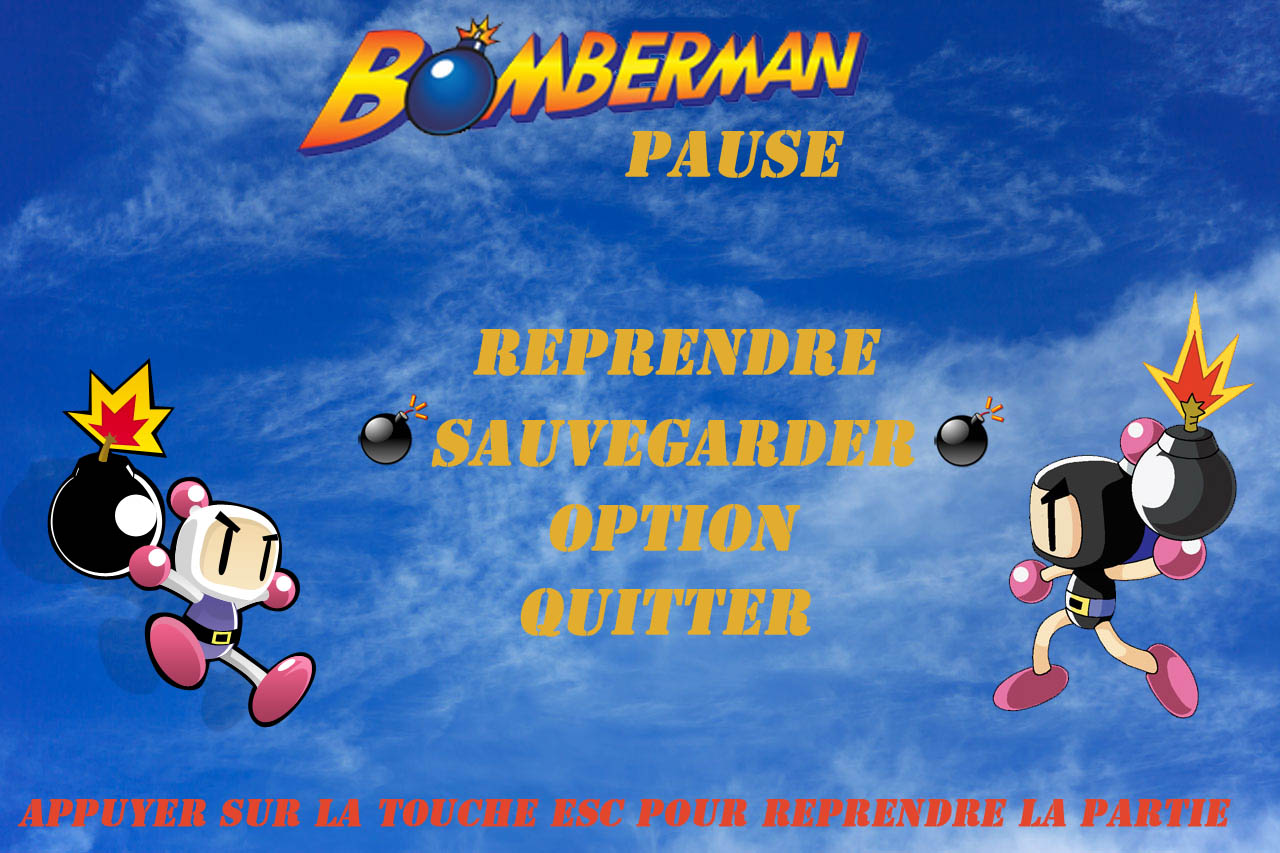 BOMBERMAN
PAUSE
REPRENDRE
SAUVEGARDER
OPTION
QUITTER
APPUYER SUR LA TOUCHE ESC POUR REPRENDRE LA PARTIE